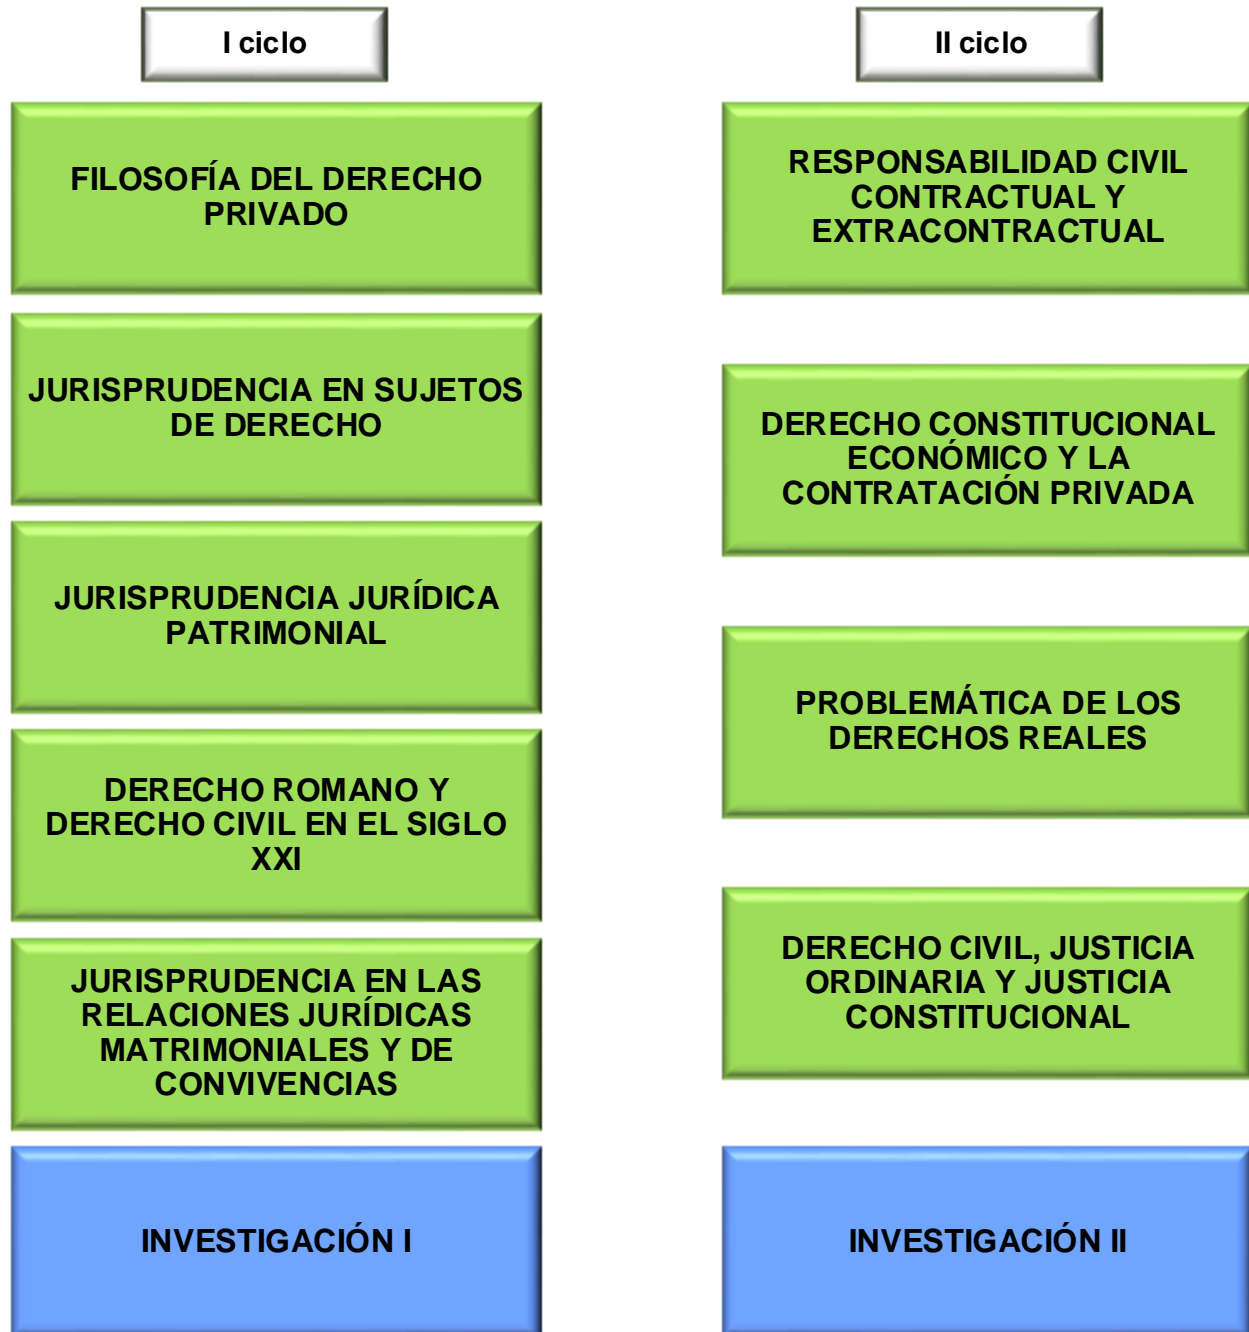 I ciclo
FILOSOFÍA DEL DERECHO
PRIVADO
JURISPRUDENCIA EN SUJETOS
DE DERECHO
JURISPRUDENCIA JURÍDICA
PATRIMONIAL
DERECHO ROMANO Y
DERECHO CIVIL EN EL SIGLO
XXI
JURISPRUDENCIA EN LAS
RELACIONES JURÍDICAS
MATRIMONIALES Y DE
CONVIVENCIAS
INVESTIGACIÓN I
II ciclo
RESPONSABILIDAD CIVIL
CONTRACTUAL Y
EXTRACONTRACTUAL
DERECHO CONSTITUCIONAL
ECONÓMICO Y LA
CONTRATACIÓN PRIVADA
PROBLEMÁTICA DE LOS
DERECHOS REALES
DERECHO CIVIL, JUSTICIA
ORDINARIA Y JUSTICIA
CONSTITUCIONAL
INVESTIGACIÓN II